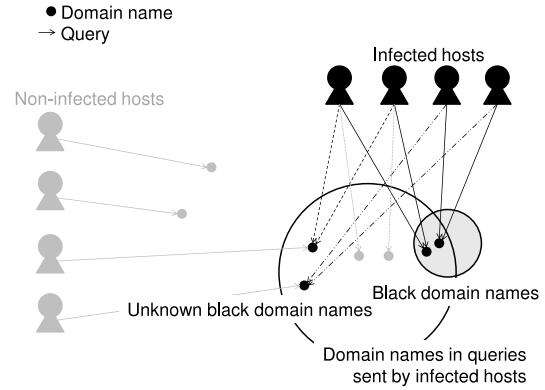 Domain name
Query
Infected hosts
Non-infected hosts
Black domain names
Unknown black domain names
Domain names in queries
sent by infected hosts